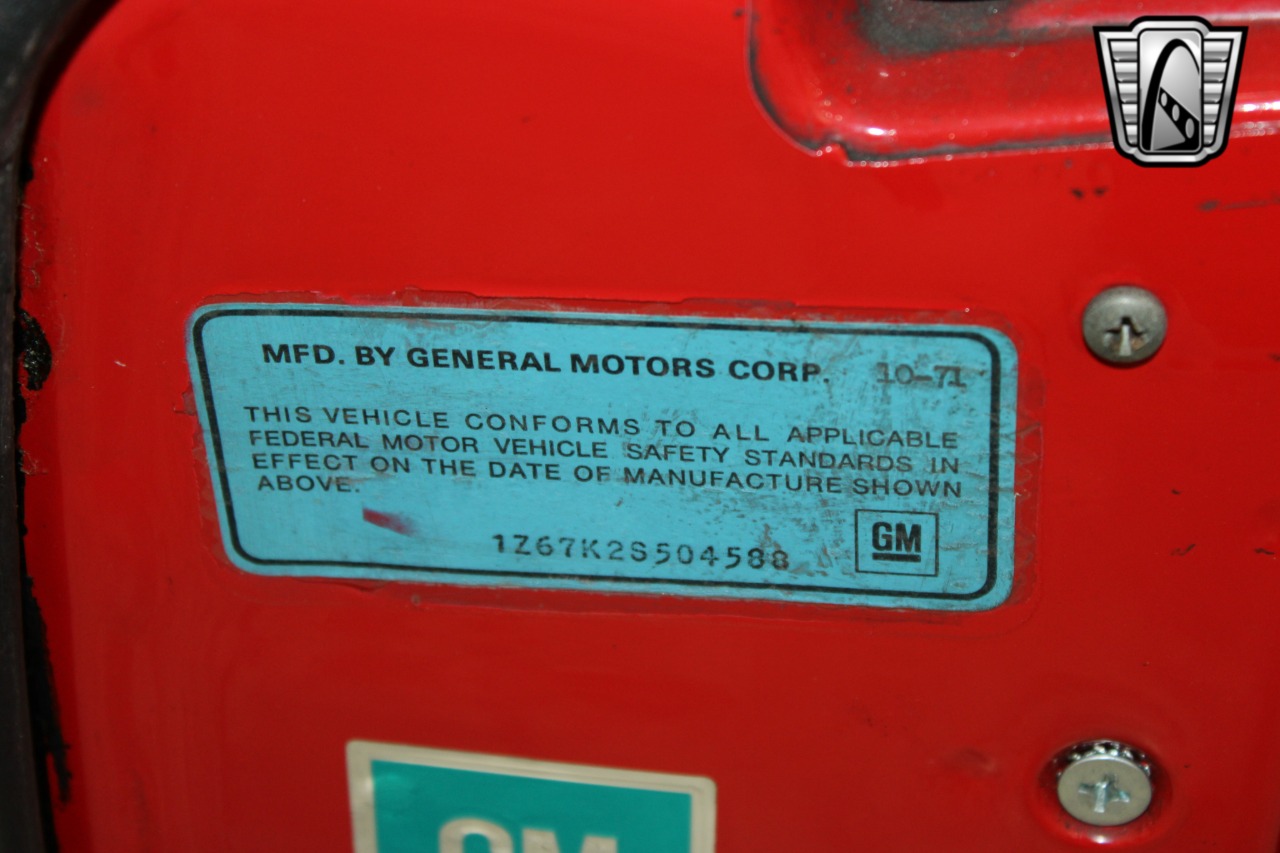 MFD. BY GENERAL MOTORS CORP. 10-71
THIS VEHICLE CONFORMS TO ALL APPLICABLE
FEDERAL MOTOR VEHICLE SAFETY STANDARDS IN
EFFECT ON THE DATE OF MANUFACTURE SHOWN
ABOVE.
1Z67K2S504588
GM
GM